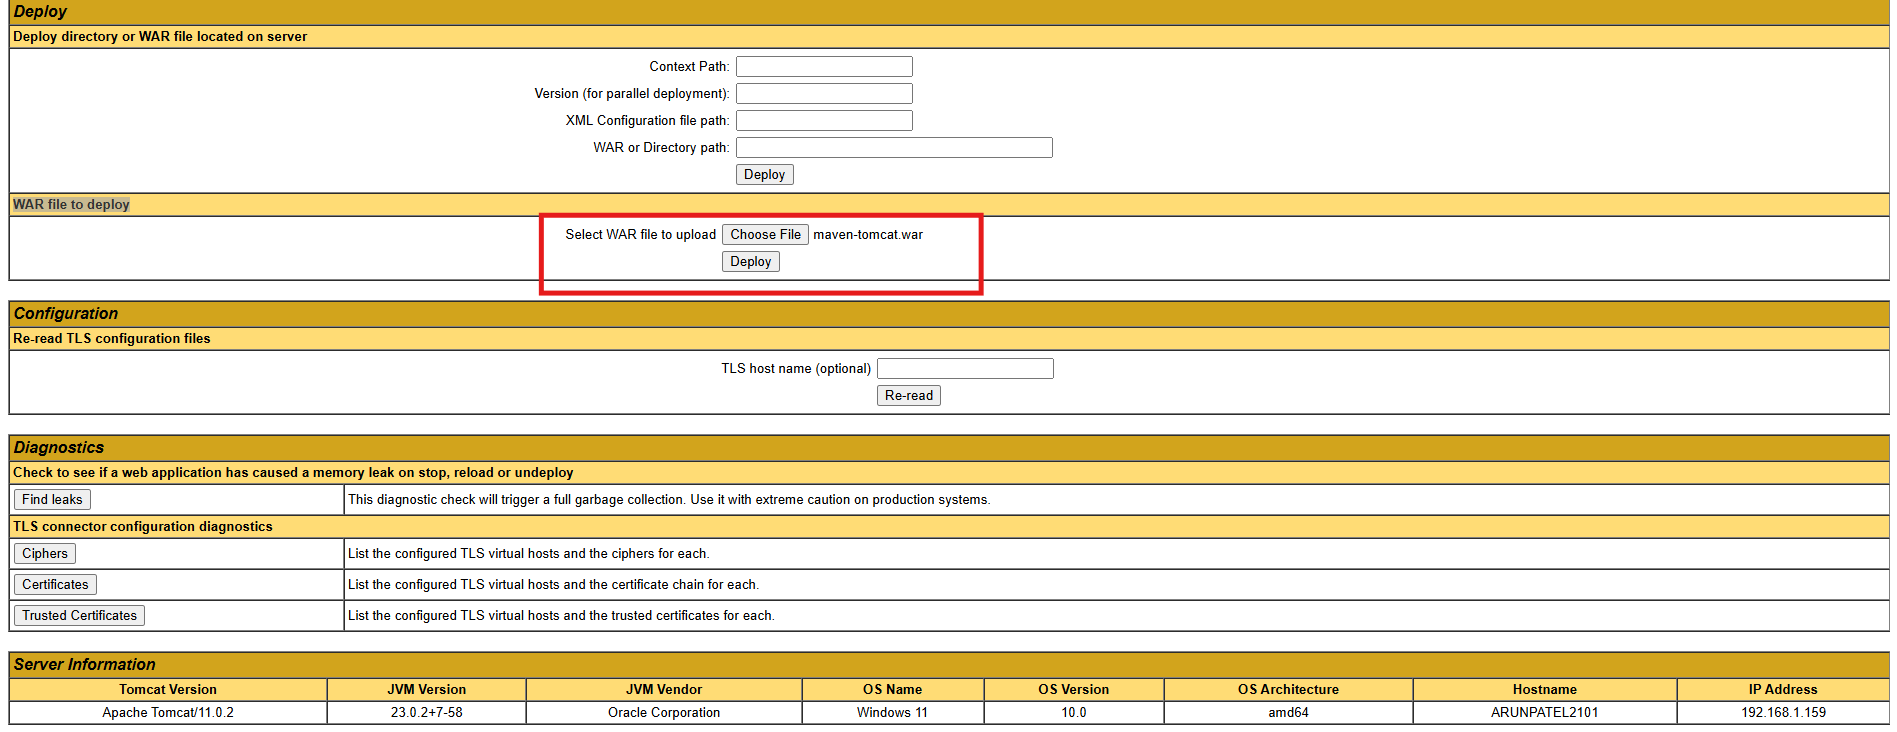 Deploy
Deploy directory or WAR file located on server
Context Path:
Version (for parallel deployment):
XML Configuration file path:
WAR or Directory path:
Deploy
WAR file to deploy
Select WAR file to upload Choose File maven-tomcat.war
Deploy
Configuration
Re-read TLS configuration files
TLS host name (optional)
Re-read
Diagnostics
Check to see if a web application has caused a memory leak on stop, reload or undeploy
Find leaks This diagnostic check will trigger a full garbage collection. Use it with extreme caution on production systems.
TLS connector configuration diagnostics
Ciphers List the configured TLS virtual hosts and the ciphers for each.
Certificates List the configured TLS virtual hosts and the certificate chain for each.
Trusted Certificates List the configured TLS virtual hosts and the trusted certificates for each.
Server Information
Tomcat Version JVM Version JVM Vendor OS Name OS Version OS Architecture Hostname IP Address
Apache Tomcat/11.0.2 23.0.2+7-58 Oracle Corporation Windows 11 10.0 amd64 ARUNPATEL2101 192.168.1.159